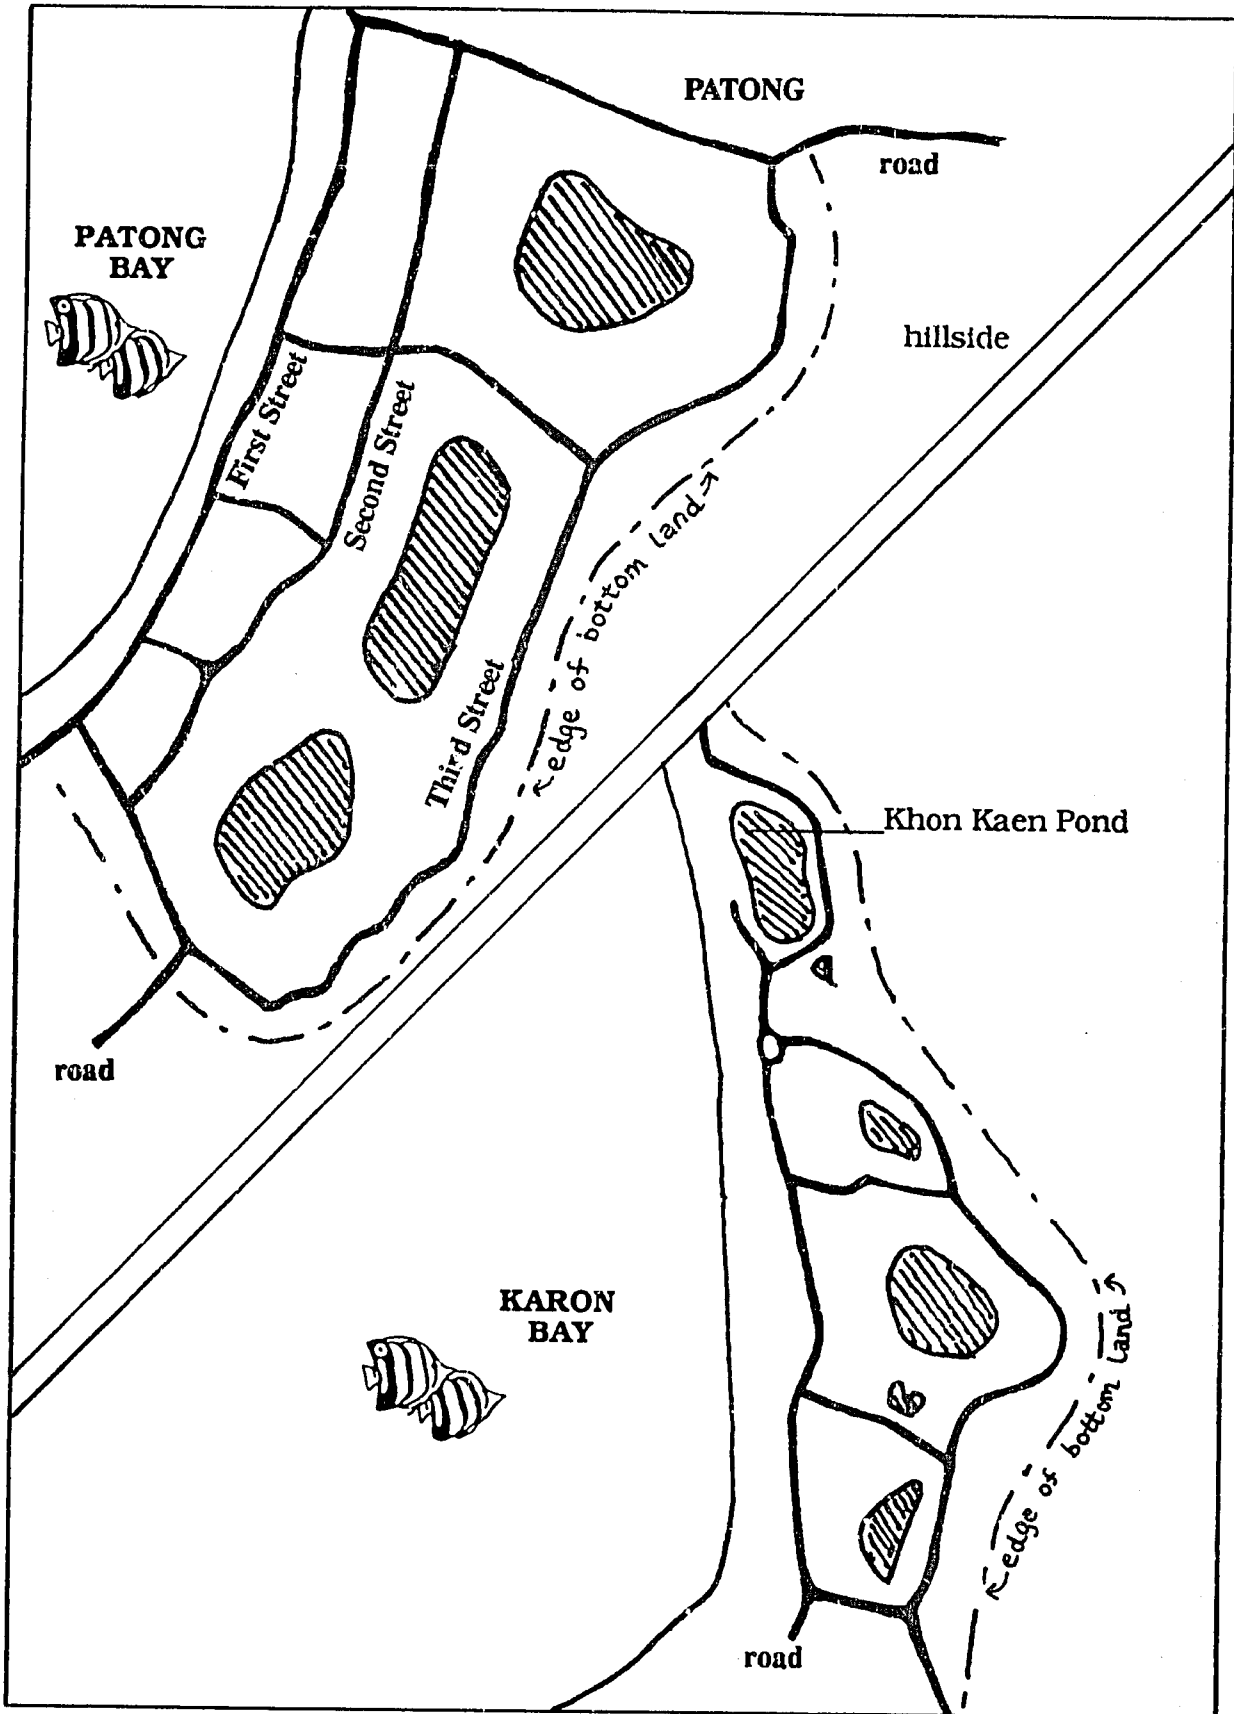 PATONG
road
PATONG
BAY
hillside
First Street
Second Street
←edge of bottom land→
Third Street
Khon Kaen Pond
road
KARON
BAY
←edge of bottom land→
road